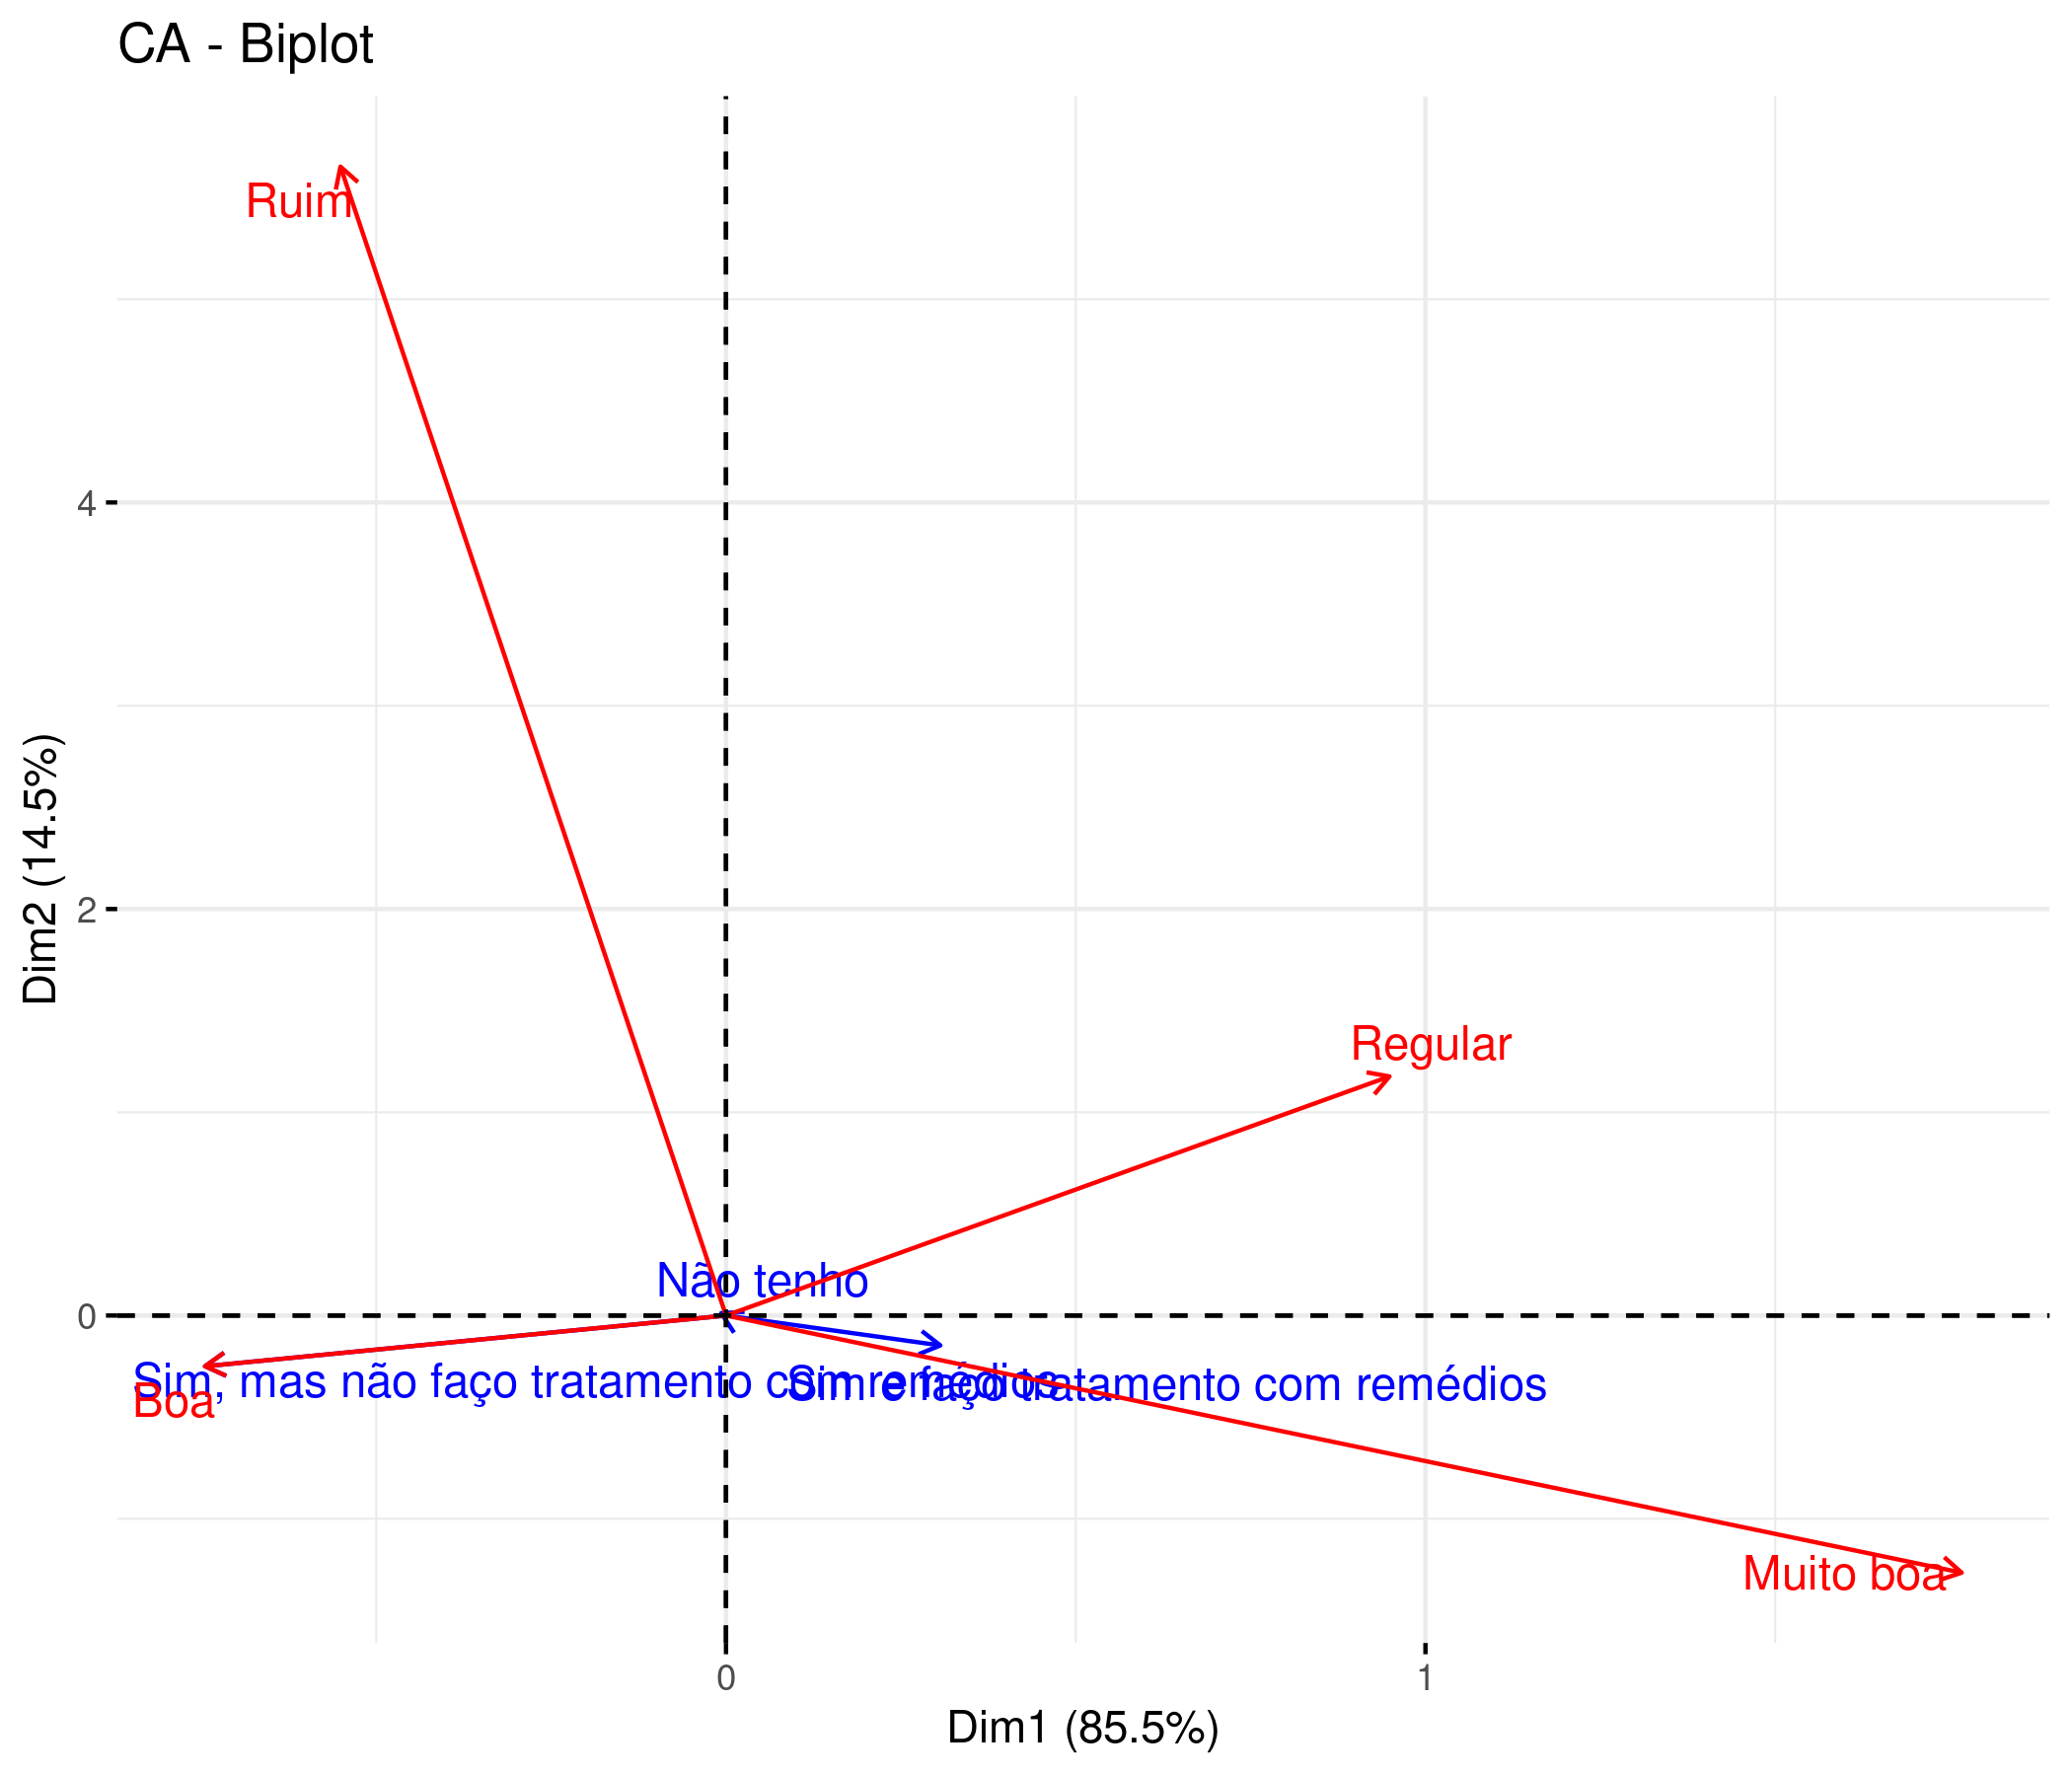 CA - Biplot
Ruim
4
Dim2 (14.5%)
2
Regular
Não tenho
0
Sim, mas não faço tratamento com remédios
Sim e faço tratamento com remédios
Boa
Muito boa
0
1
Dim1 (85.5%)